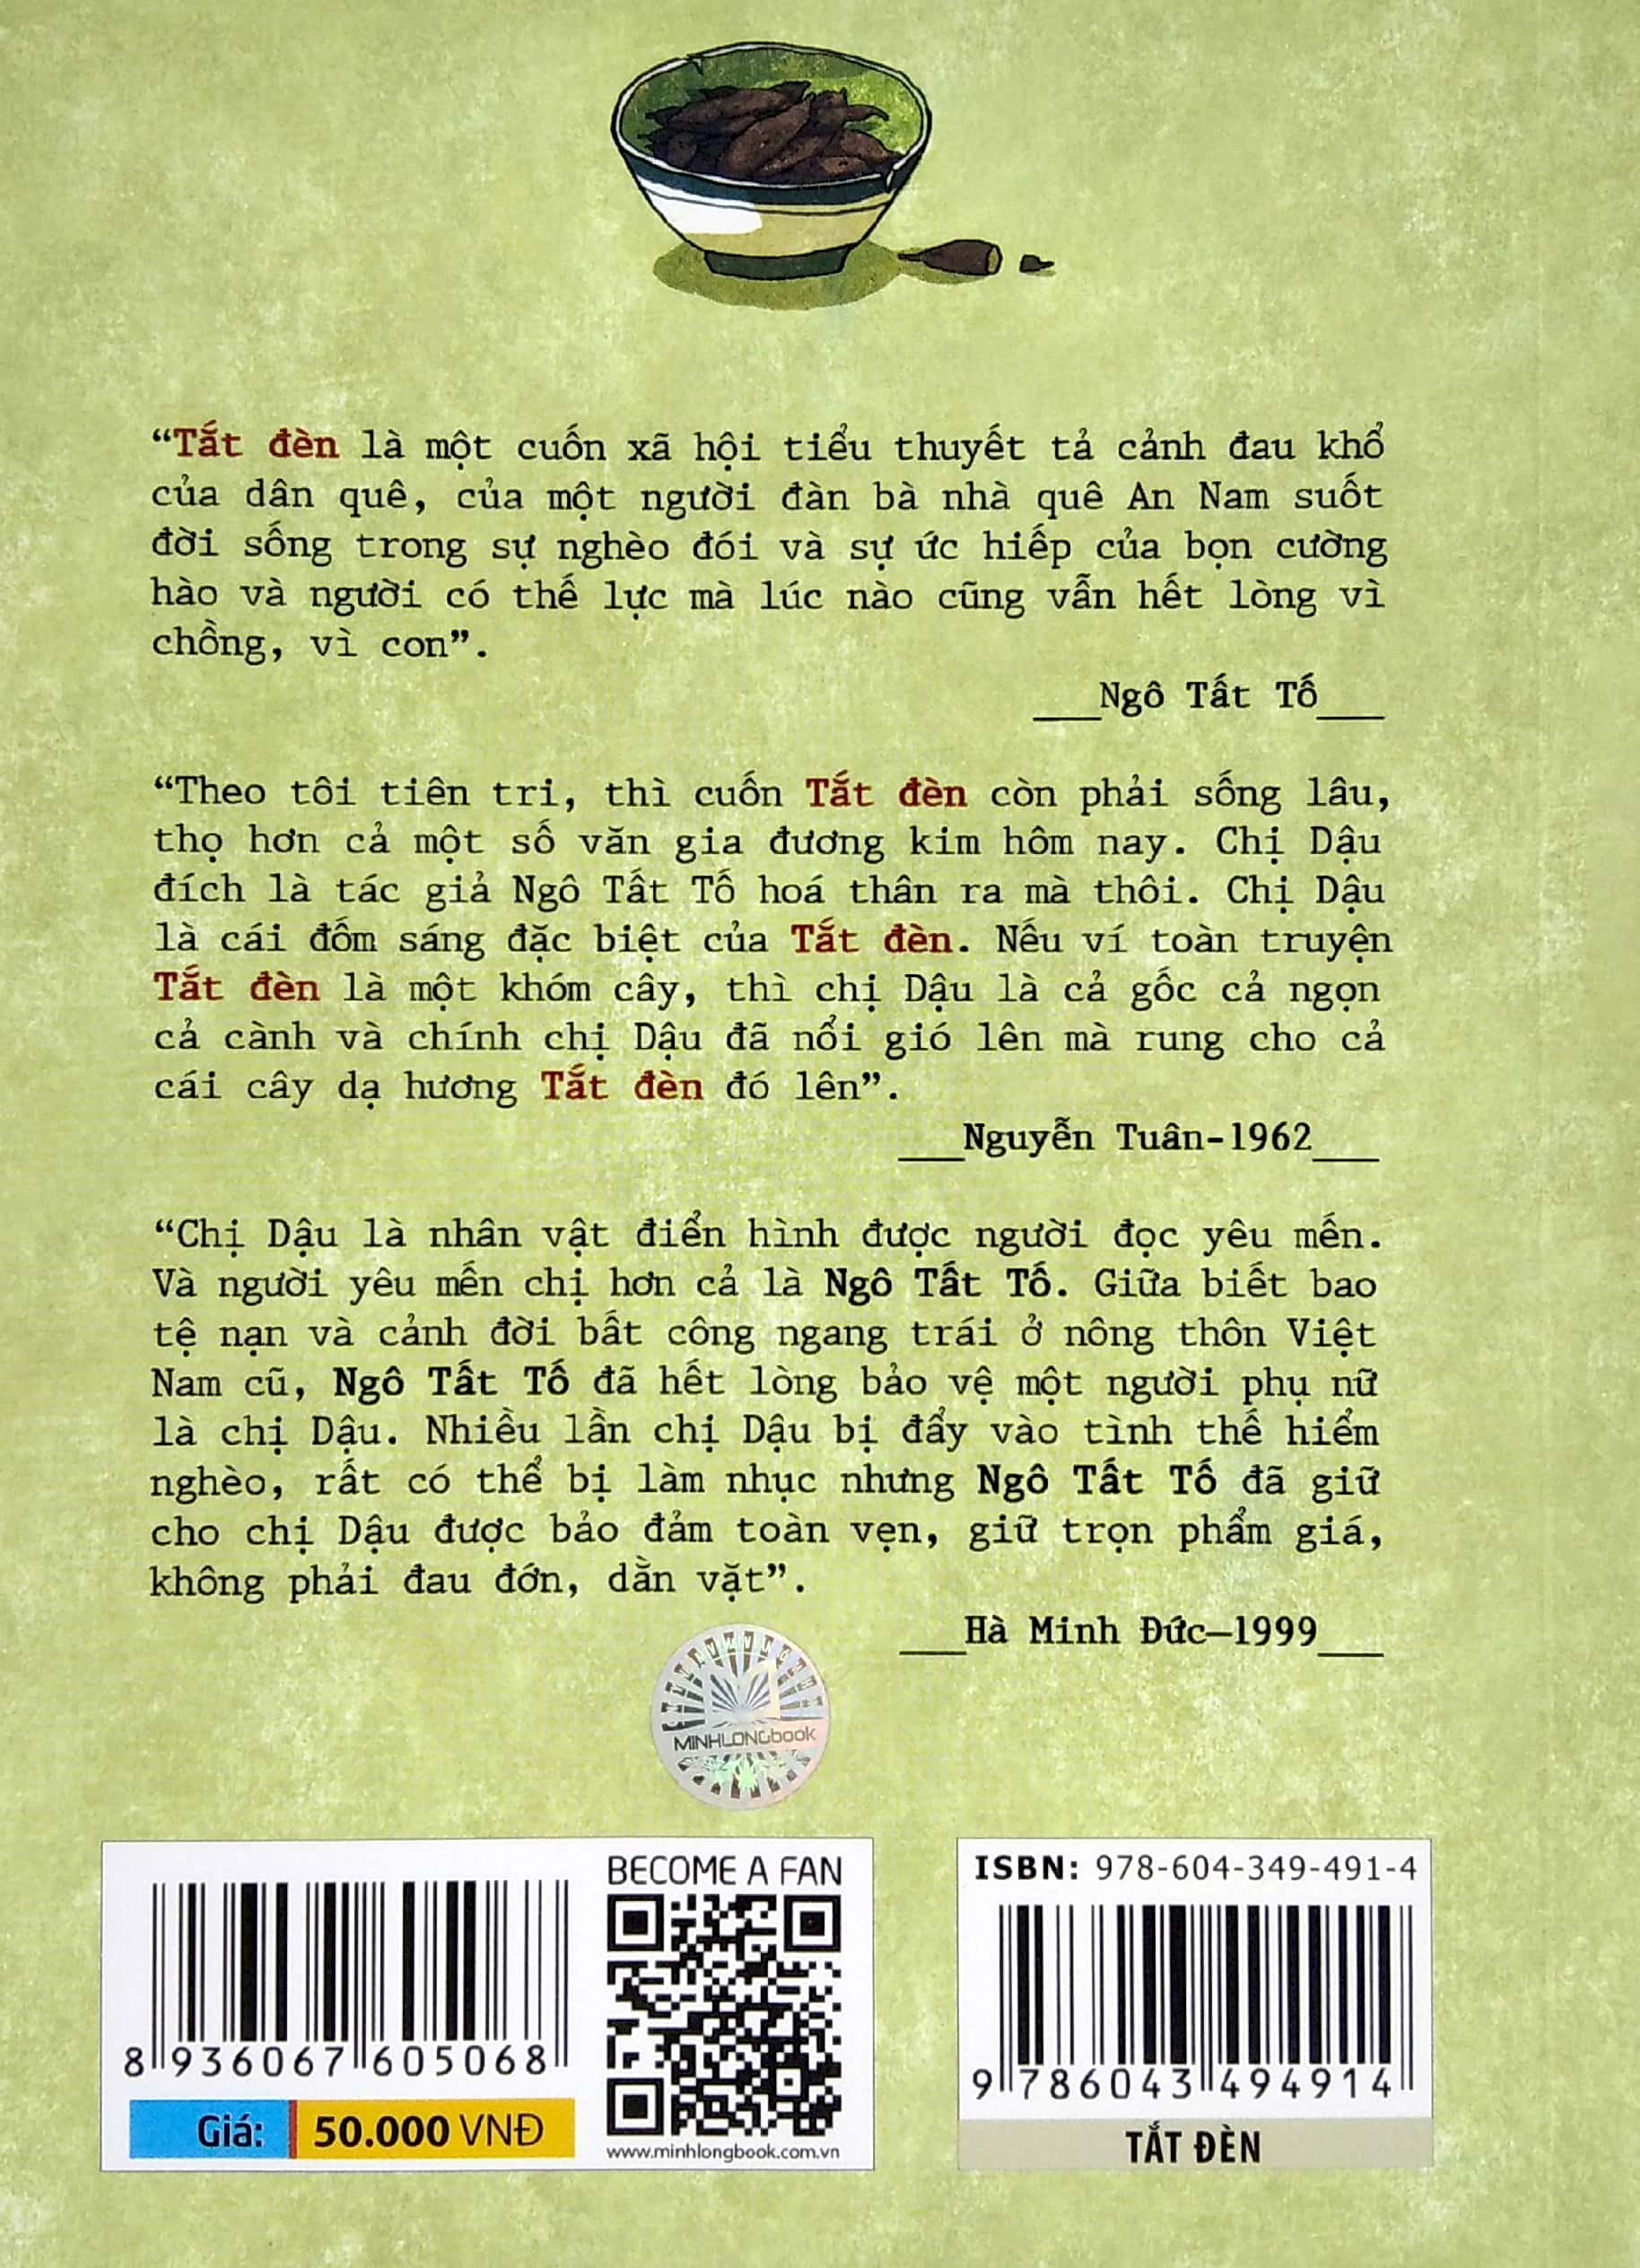 “Tắt đèn là một cuốn xã hội tiểu thuyết tả cảnh đau khổ
của dân quê, của một người đàn bà nhà quê An Nam suốt
đời sống trong sự nghèo đói và sự ức hiếp của bọn cường
hào và người có thế lực mà lúc nào cũng vẫn hết lòng vì
chồng, vì con”.
___Ngô Tất Tố___
“Theo tôi tiên tri, thì cuốn Tắt đèn còn phải sống lâu,
thọ hơn cả một số văn gia đương kim hôm nay. Chị Dậu
đích là tác giả Ngô Tất Tố hoá thân ra mà thôi. Chị Dậu
là cái đốm sáng đặc biệt của Tắt đèn. Nếu ví toàn truyện
Tắt đèn là một khóm cây, thì chị Dậu là cả gốc cả ngọn
cả cành và chính chị Dậu đã nổi gió lên mà rung cho cả
cái cây dạ hương Tắt đèn đó lên”.
___Nguyễn Tuân-1962___
“Chị Dậu là nhân vật điển hình được người đọc yêu mến.
Và người yêu mến chị hơn cả là Ngô Tất Tố. Giữa biết bao
tệ nạn và cảnh đời bất công ngang trái ở nông thôn Việt
Nam cũ, Ngô Tất Tố đã hết lòng bảo vệ một người phụ nữ
là chị Dậu. Nhiều lần chị Dậu bị đẩy vào tình thế hiểm
nghèo, rất có thể bị làm nhục nhưng Ngô Tất Tố đã giữ
cho chị Dậu được bảo đảm toàn vẹn, giữ trọn phẩm giá,
không phải đau đớn, dằn vặt”.
___Hà Minh Đức—1999___
MINHLONGbook
BECOME A FAN
8 936067 605068
Giá: 50.000 VNĐ
www.minhlongbook.com.vn
ISBN: 978-604-349-491-4
9 786043 494914
TẮT ĐÈN